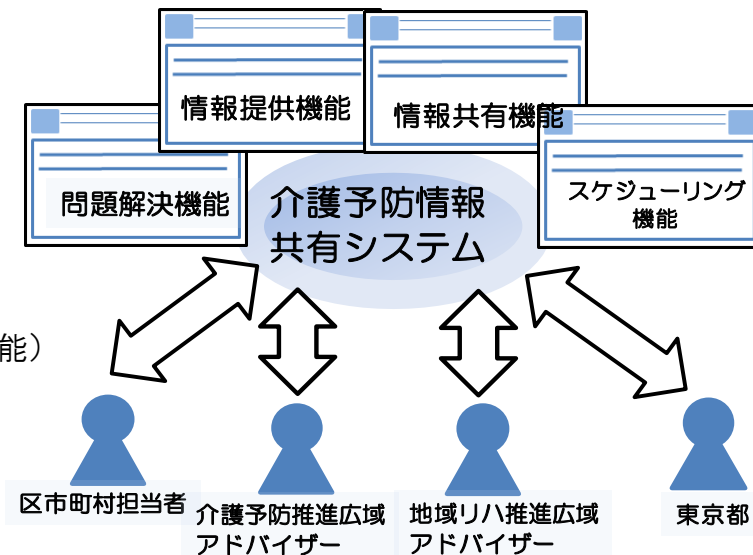 情報提供機能
情報共有機能
問題解決機能
スケジューリング
機能
介護予防情報
共有システム
能）
区市町村担当者
介護予防推進広域
アドバイザー
地域リハ推進広域
アドバイザー
東京都